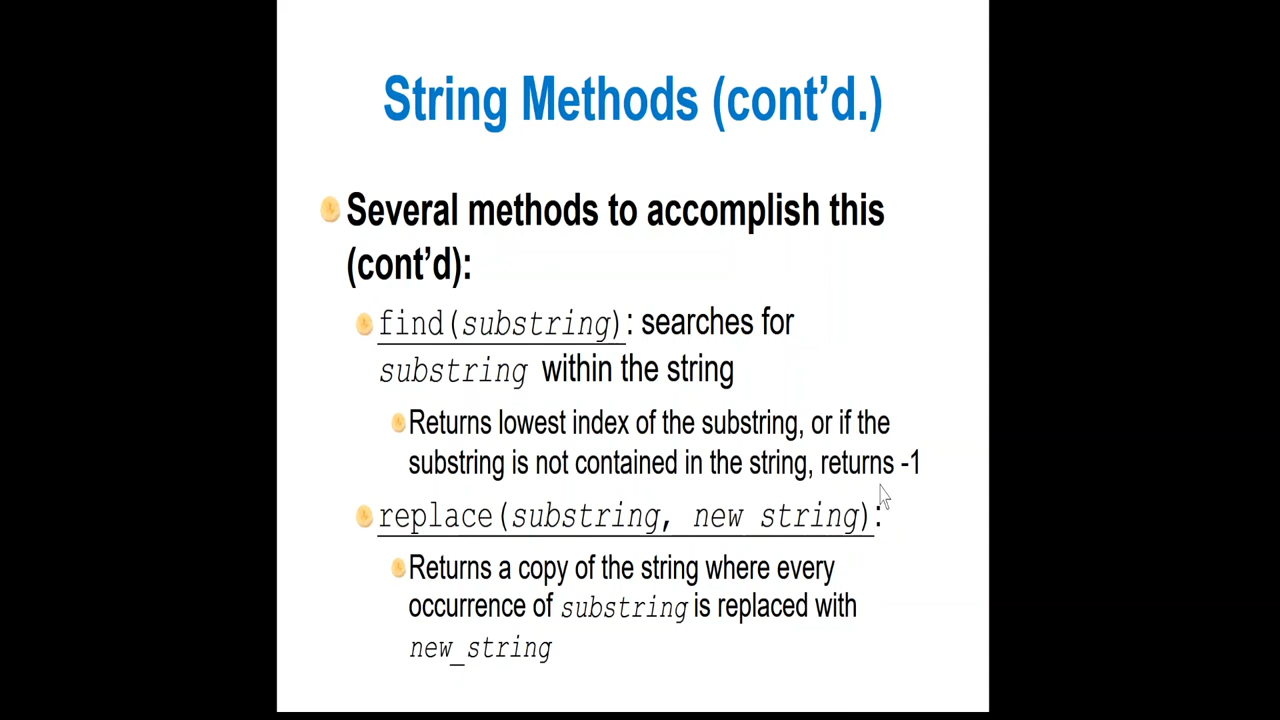 String Methods (cont’d.)
Several methods to accomplish this
(cont’d):
find(substring): searches for
substring within the string
Returns lowest index of the substring, or if the
substring is not contained in the string, returns -1
replace(substring, new string):
Returns a copy of the string where every
occurrence of substring is replaced with
new_string